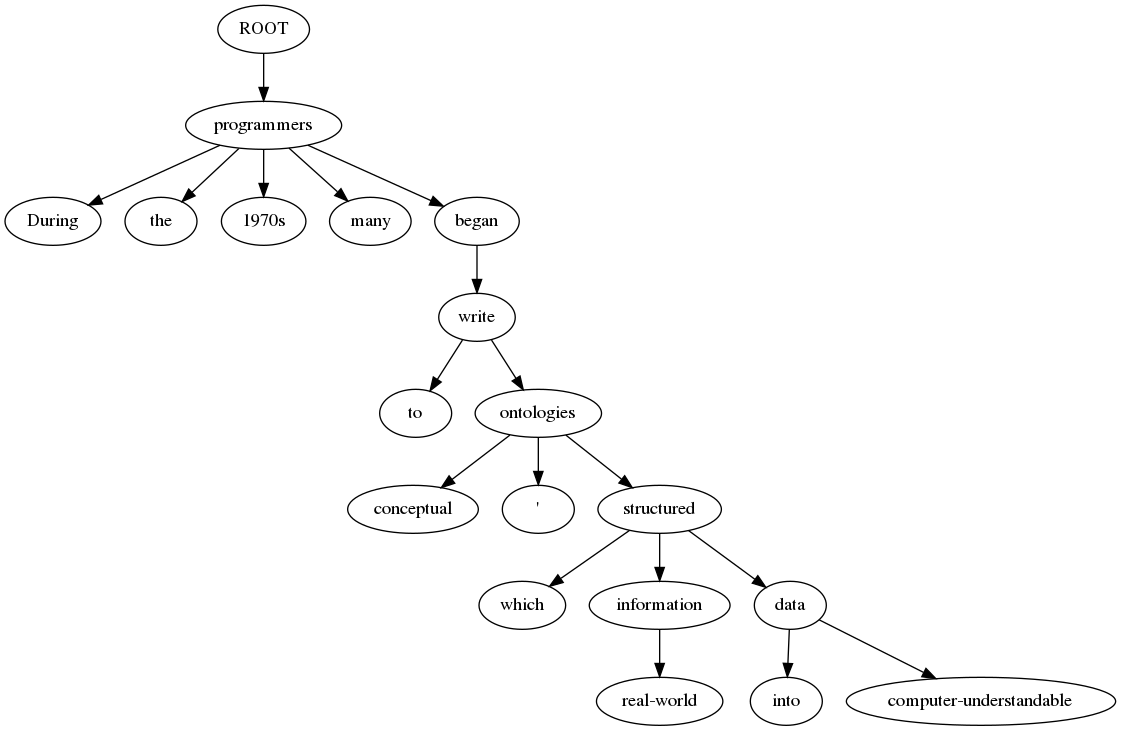 ROOT
programmers
During the 1970s many began
write
to ontologies
conceptual ' structured
which information data
real-world into computer-understandable